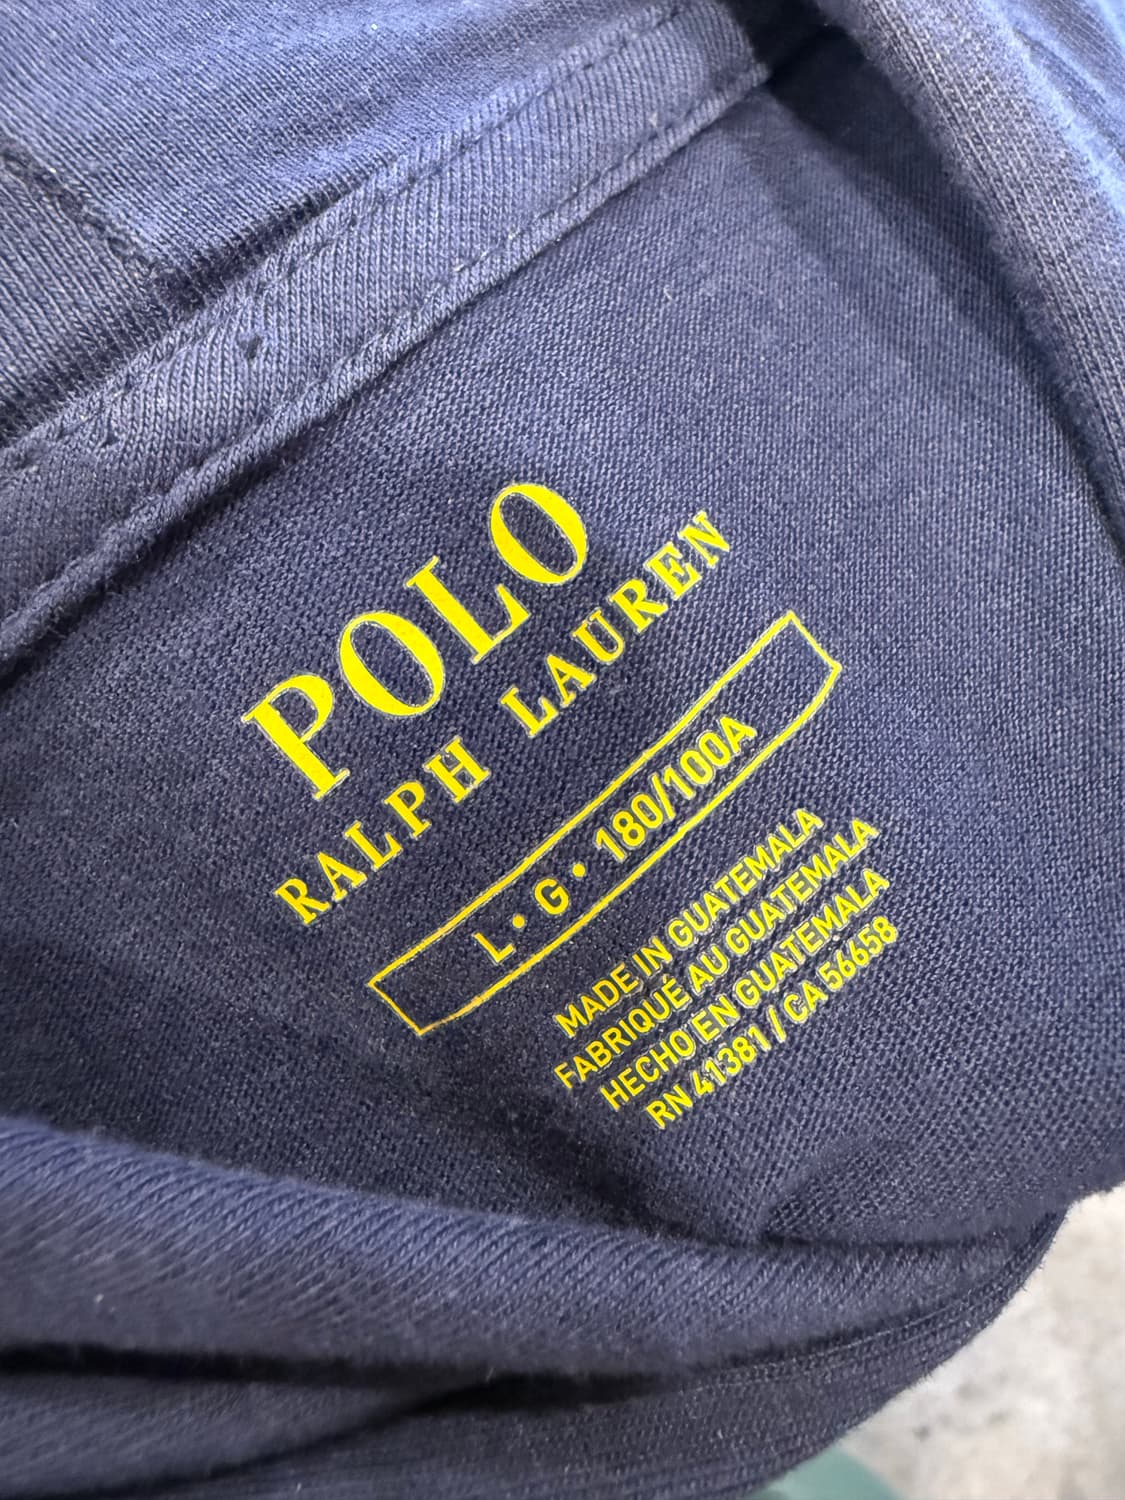 POLO
RALPH LAUREN
L • G • 180/100A
MADE IN GUATEMALA
FABRIQUÉ AU GUATEMALA
HECHO EN GUATEMALA
RN 41381 / CA 56658